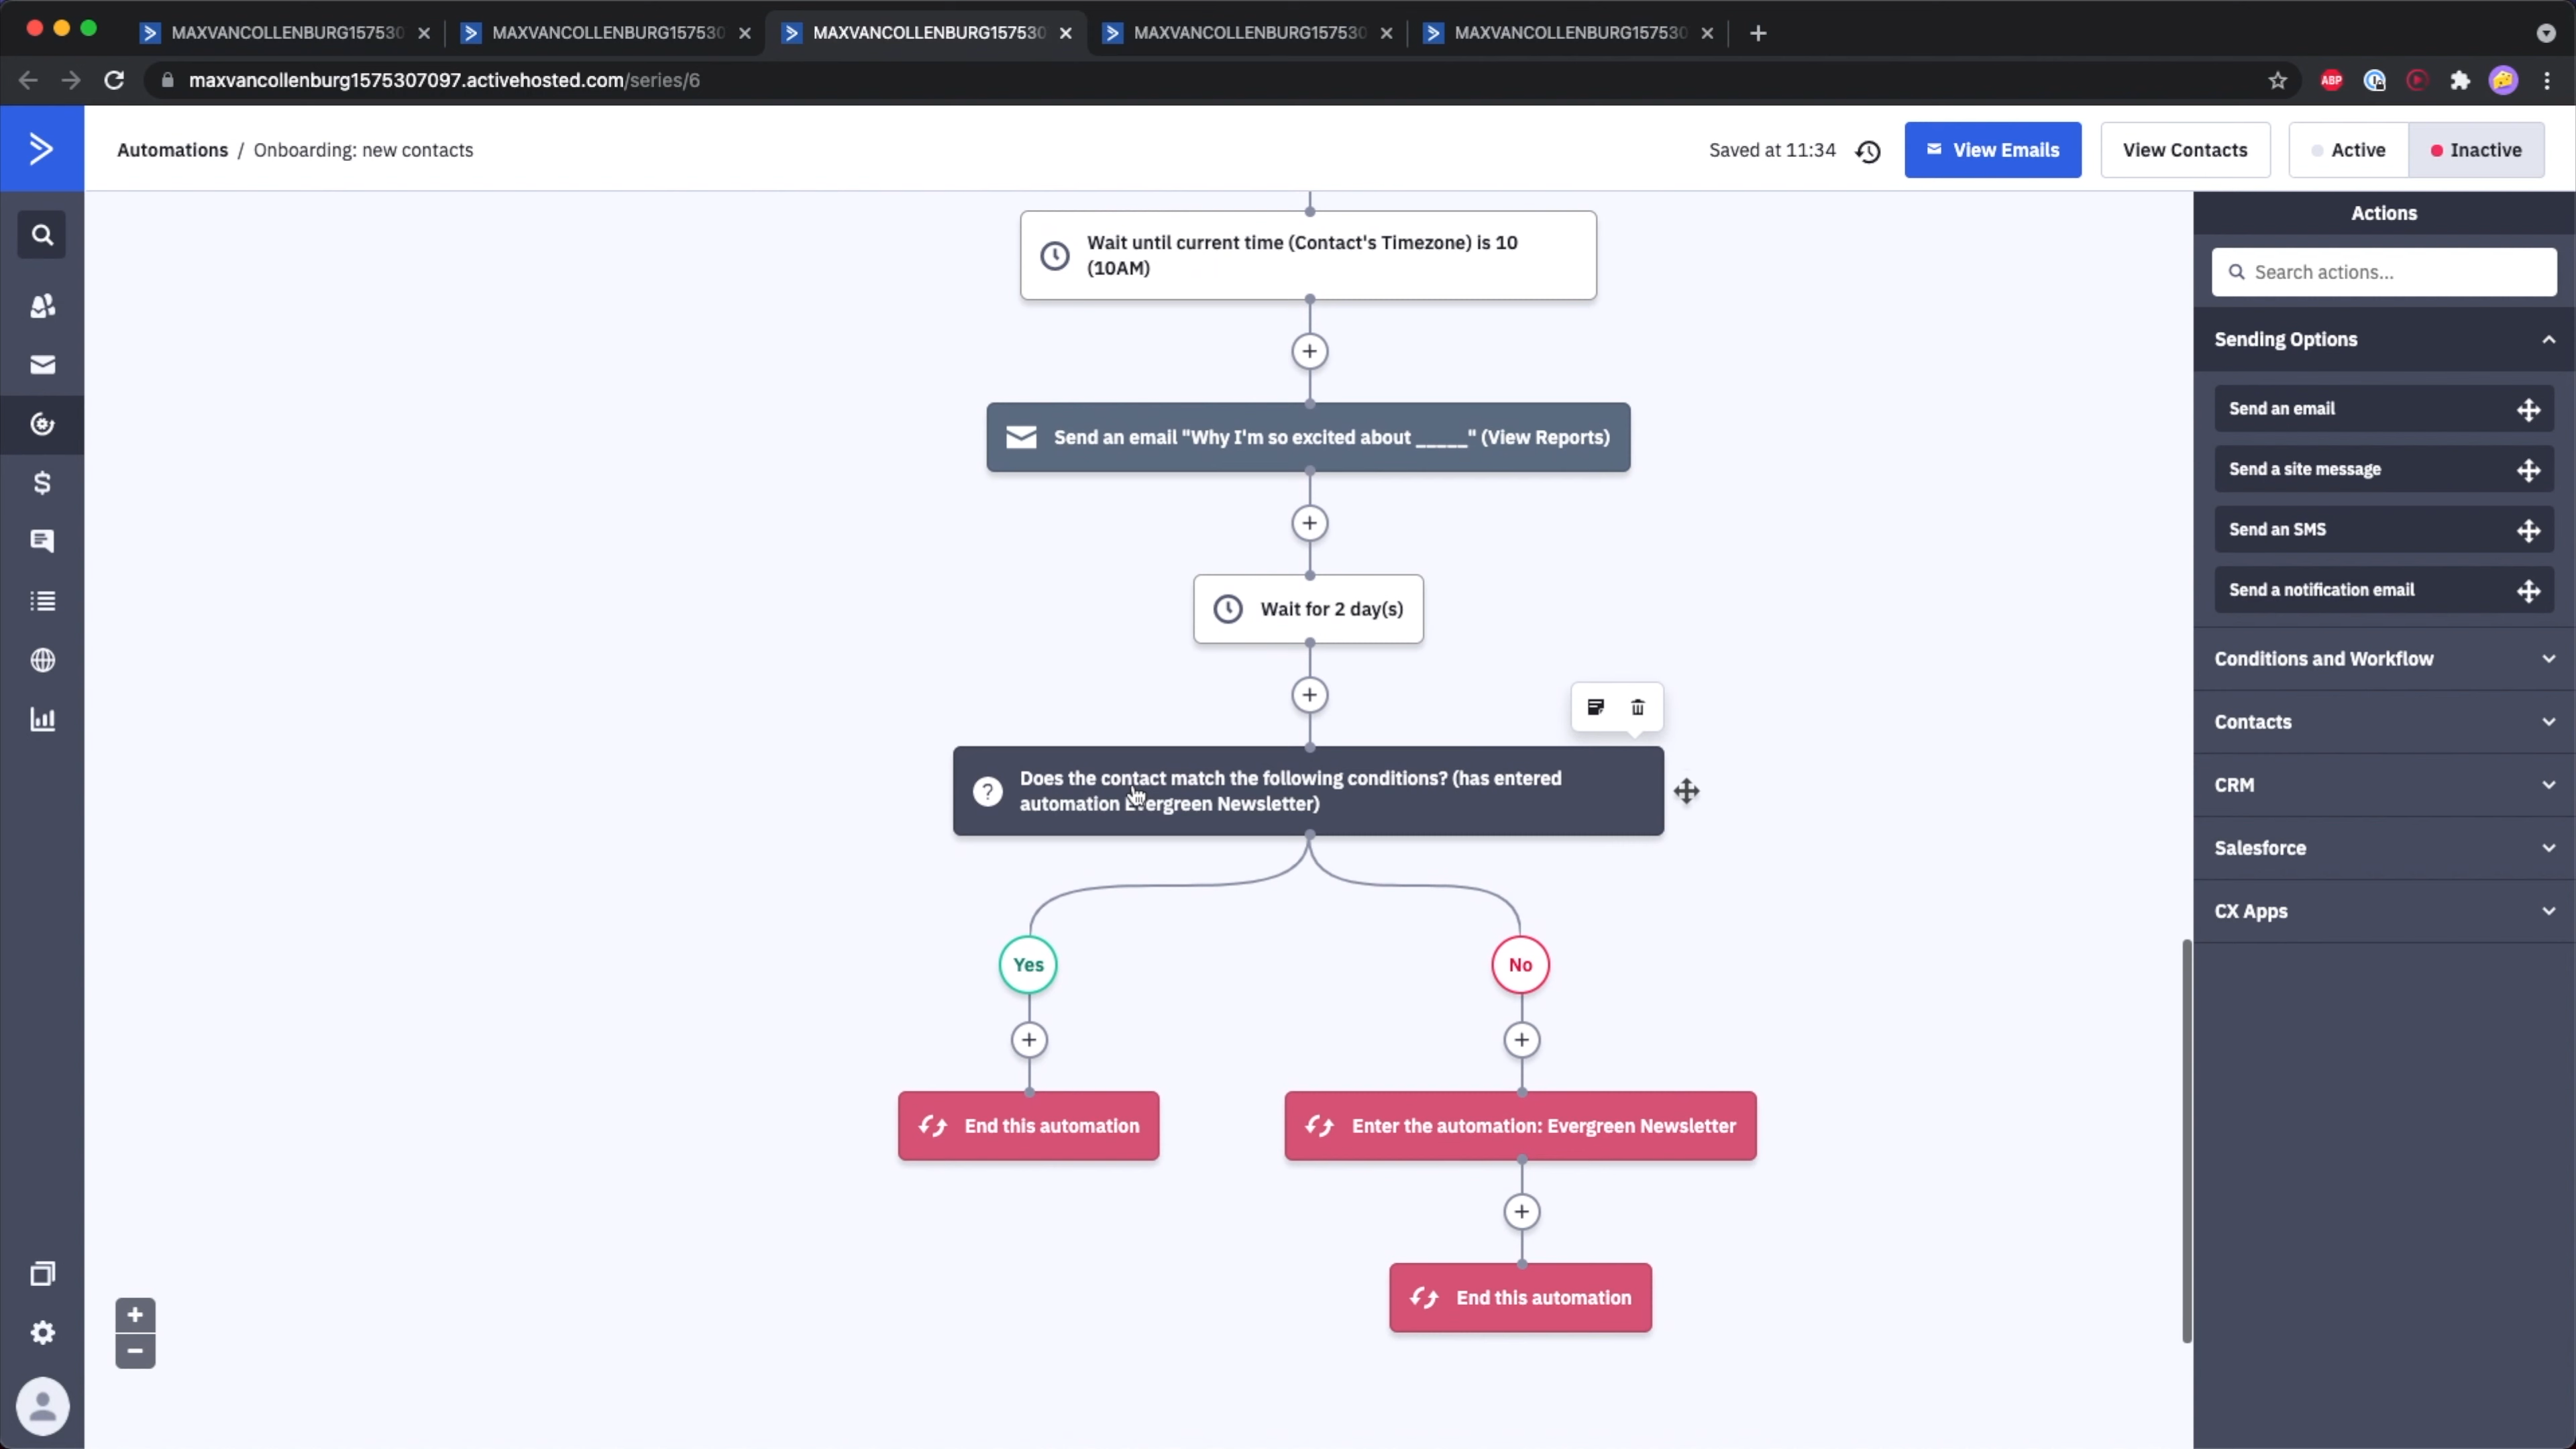 MAXVANCOLLENBURG157530
MAXVANCOLLENBURG157530
MAXVANCOLLENBURG157530
MAXVANCOLLENBURG157530
MAXVANCOLLENBURG157530
maxvancollenburg1575307097.activehosted.com/series/6
ABP
Automations / Onboarding: new contacts
Saved at 11:34
View Emails
View Contacts
Active
Inactive
Wait until current time (Contact's Timezone) is 10
(10AM)
Send an email "Why I'm so excited about _____" (View Reports)
Wait for 2 day(s)
Does the contact match the following conditions? (has entered
automation Evergreen Newsletter)
Yes
No
End this automation
Enter the automation: Evergreen Newsletter
End this automation
Actions
Search actions...
Sending Options
Send an email
Send a site message
Send an SMS
Send a notification email
Conditions and Workflow
Contacts
CRM
Salesforce
CX Apps